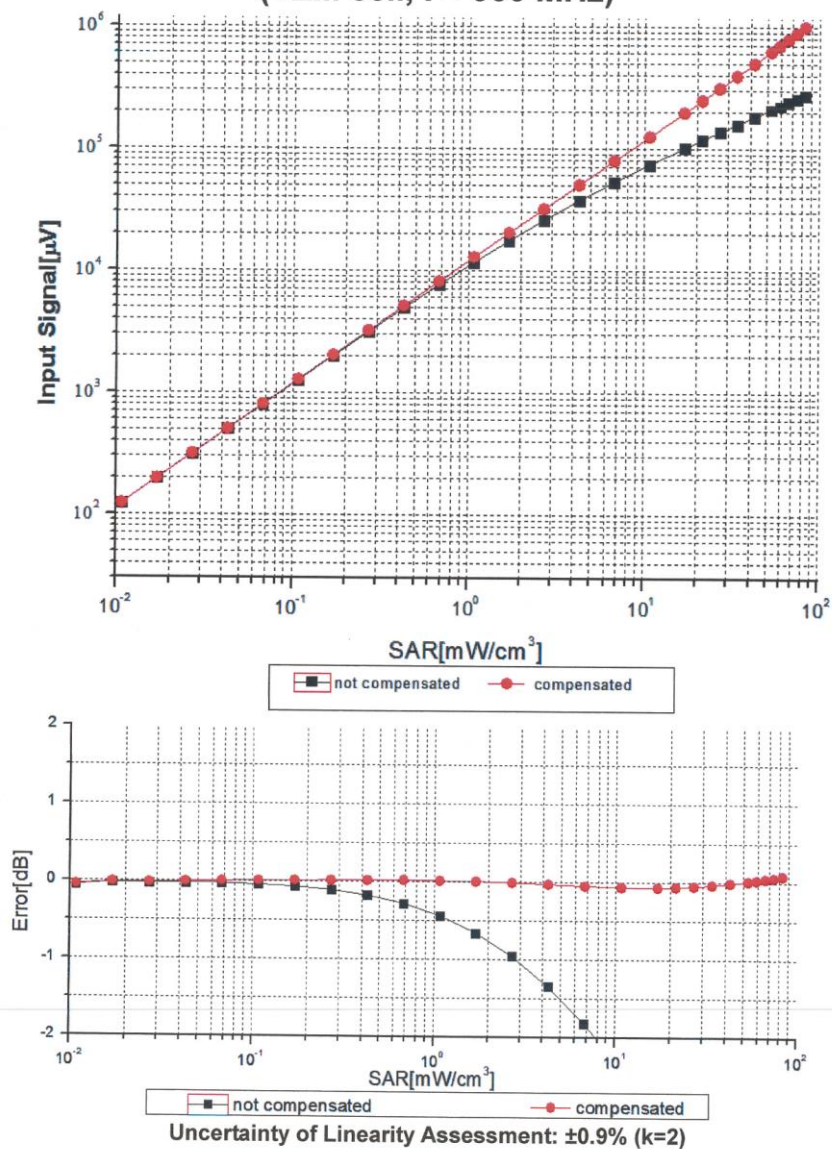 Input Signal[µV]
10⁶
10⁵
10⁴
10³
10²
10⁻² 10⁻¹ 10⁰ 10¹ 10²
SAR[mW/cm³]
not compensated compensated
Error[dB]
2
1
0
-1
-2
10⁻² 10⁻¹ 10⁰ 10¹ 10²
SAR[mW/cm³]
not compensated compensated
Uncertainty of Linearity Assessment: ±0.9% (k=2)